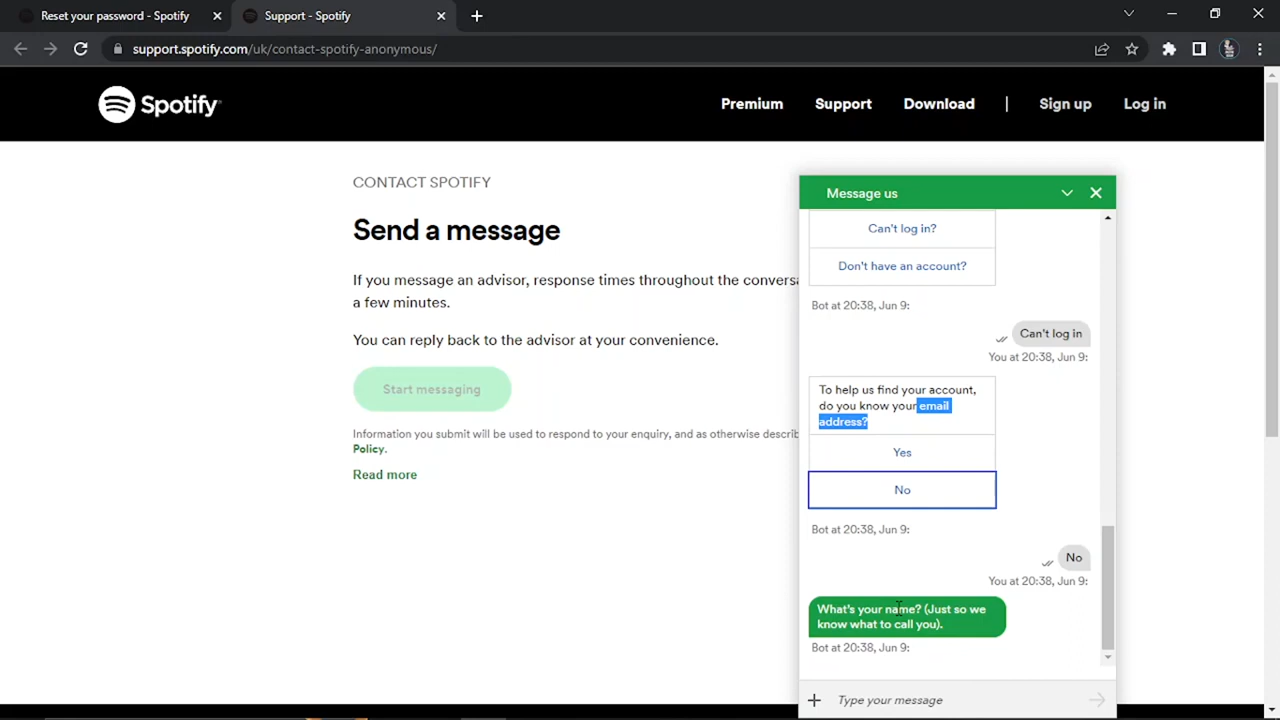 Reset your password - Spotify
Support - Spotify
support.spotify.com/uk/contact-spotify-anonymous/
Spotify
Premium
Support
Download
|
Sign up
Log in
CONTACT SPOTIFY
Send a message
If you message an advisor, response times throughout the conversa
a few minutes.
You can reply back to the advisor at your convenience.
Start messaging
Information you submit will be used to respond to your enquiry, and as otherwise describ
Policy.
Read more
Message us
Can't log in?
Don't have an account?
Bot at 20:38, Jun 9:
Can't log in
You at 20:38, Jun 9:
To help us find your account,
do you know your email
address?
Yes
No
Bot at 20:38, Jun 9:
No
You at 20:38, Jun 9:
What's your name? (Just so we
know what to call you).
Bot at 20:38, Jun 9:
Type your message